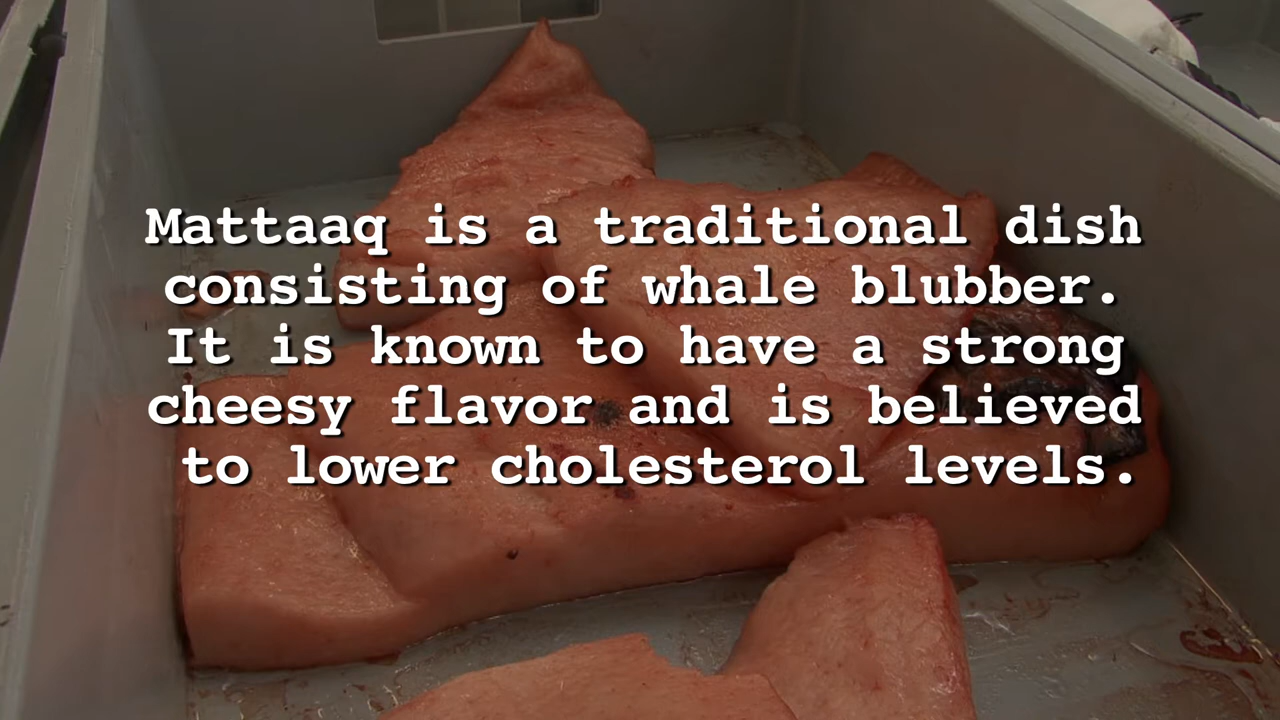 Mattaaq is a traditional dish
consisting of whale blubber.
It is known to have a strong
cheesy flavor and is believed
to lower cholesterol levels.